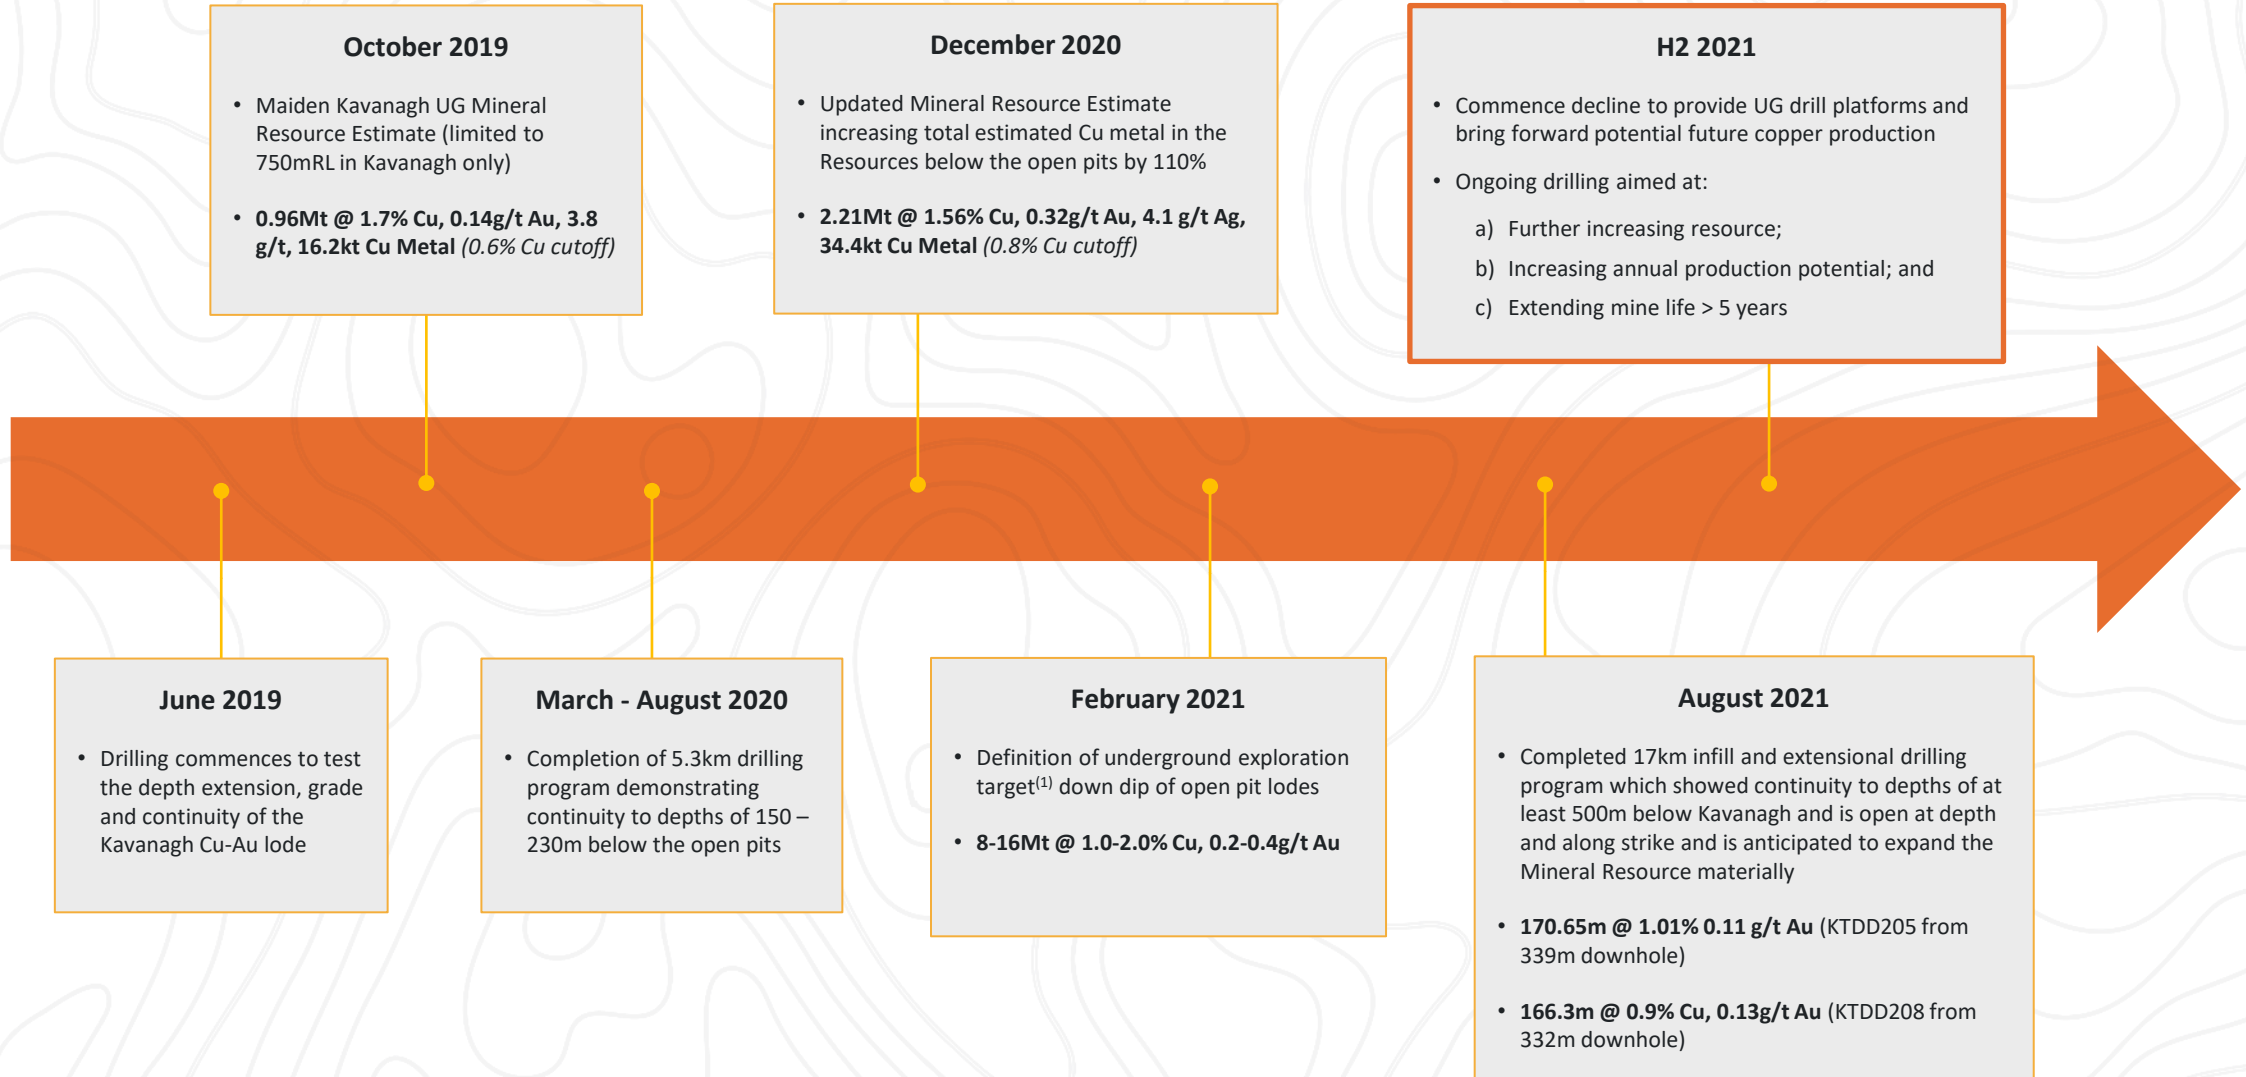 October 2019
• Maiden Kavanagh UG Mineral
Resource Estimate (limited to
750mRL in Kavanagh only)
• 0.96Mt @ 1.7% Cu, 0.14g/t Au, 3.8
g/t, 16.2kt Cu Metal (0.6% Cu cutoff)
December 2020
• Updated Mineral Resource Estimate
increasing total estimated Cu metal in the
Resources below the open pits by 110%
• 2.21Mt @ 1.56% Cu, 0.32g/t Au, 4.1 g/t Ag,
34.4kt Cu Metal (0.8% Cu cutoff)
H2 2021
• Commence decline to provide UG drill platforms and
bring forward potential future copper production
• Ongoing drilling aimed at:
a) Further increasing resource;
b) Increasing annual production potential; and
c) Extending mine life > 5 years
June 2019
• Drilling commences to test
the depth extension, grade
and continuity of the
Kavanagh Cu-Au lode
March - August 2020
• Completion of 5.3km drilling
program demonstrating
continuity to depths of 150 –
230m below the open pits
February 2021
• Definition of underground exploration
target(1) down dip of open pit lodes
• 8-16Mt @ 1.0-2.0% Cu, 0.2-0.4g/t Au
August 2021
• Completed 17km infill and extensional drilling
program which showed continuity to depths of at
least 500m below Kavanagh and is open at depth
and along strike and is anticipated to expand the
Mineral Resource materially
• 170.65m @ 1.01% 0.11 g/t Au (KTDD205 from
339m downhole)
• 166.3m @ 0.9% Cu, 0.13g/t Au (KTDD208 from
332m downhole)